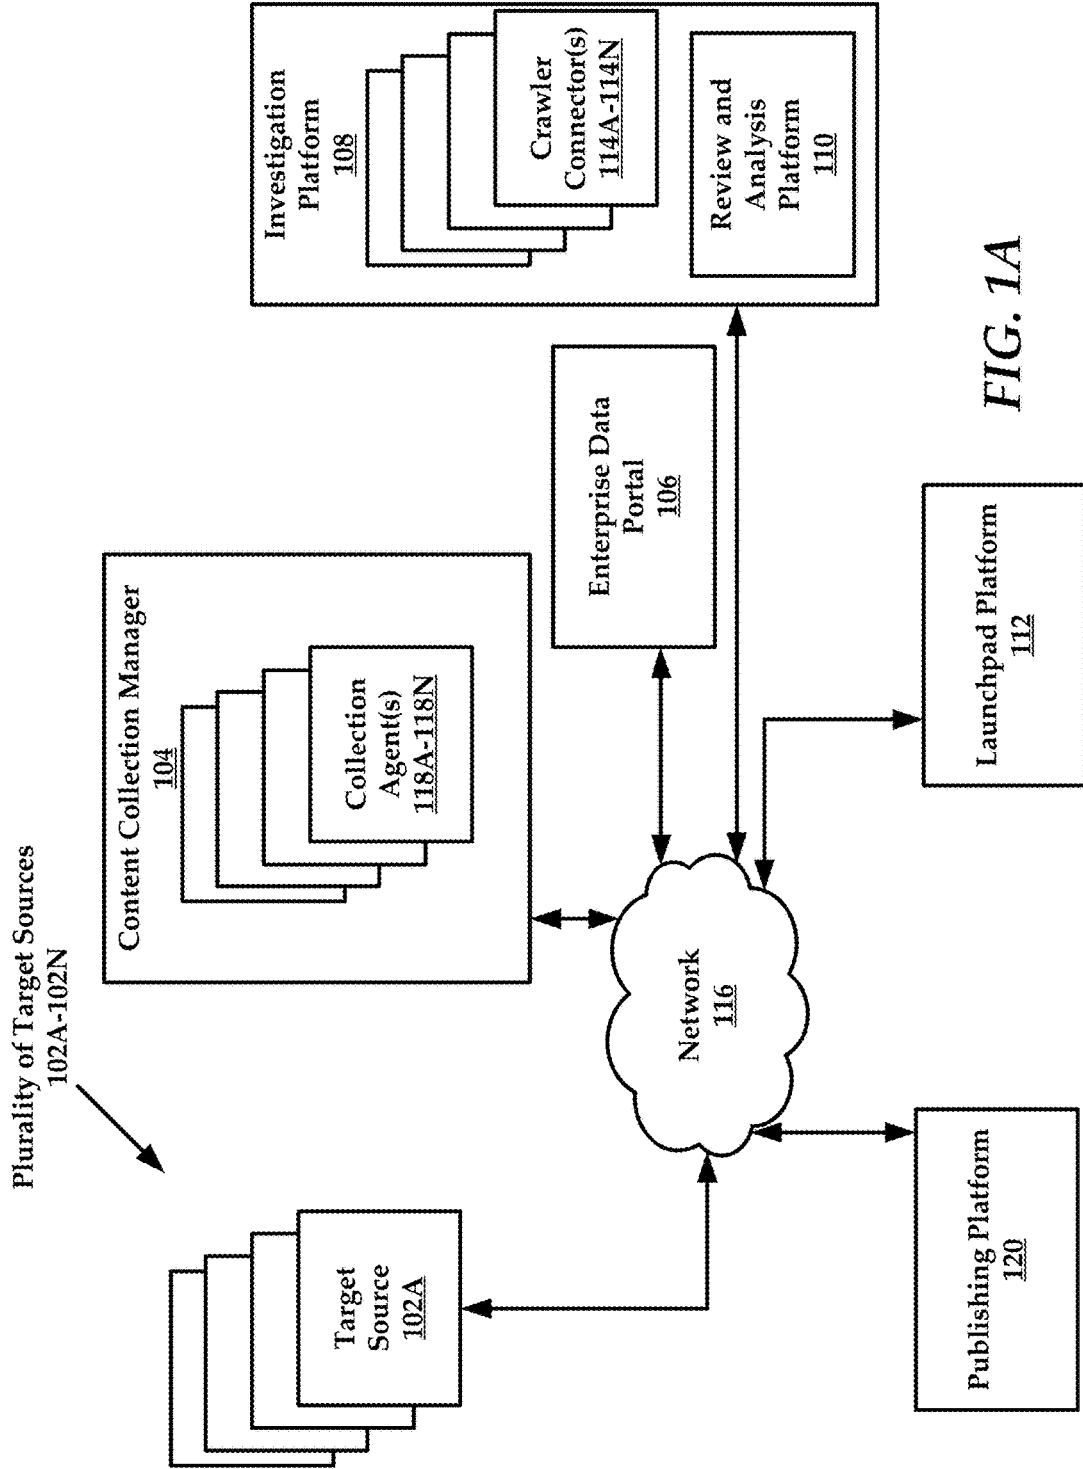 Plurality of Target Sources
102A-102N
Target
Source
102A
Content Collection Manager
104
Collection
Agent(s)
118A-118N
Investigation
Platform
108
Crawler
Connector(s)
114A-114N
Review and
Analysis
Platform
110
Enterprise Data
Portal
106
Network
116
Publishing Platform
120
Launchpad Platform
112
FIG. 1A